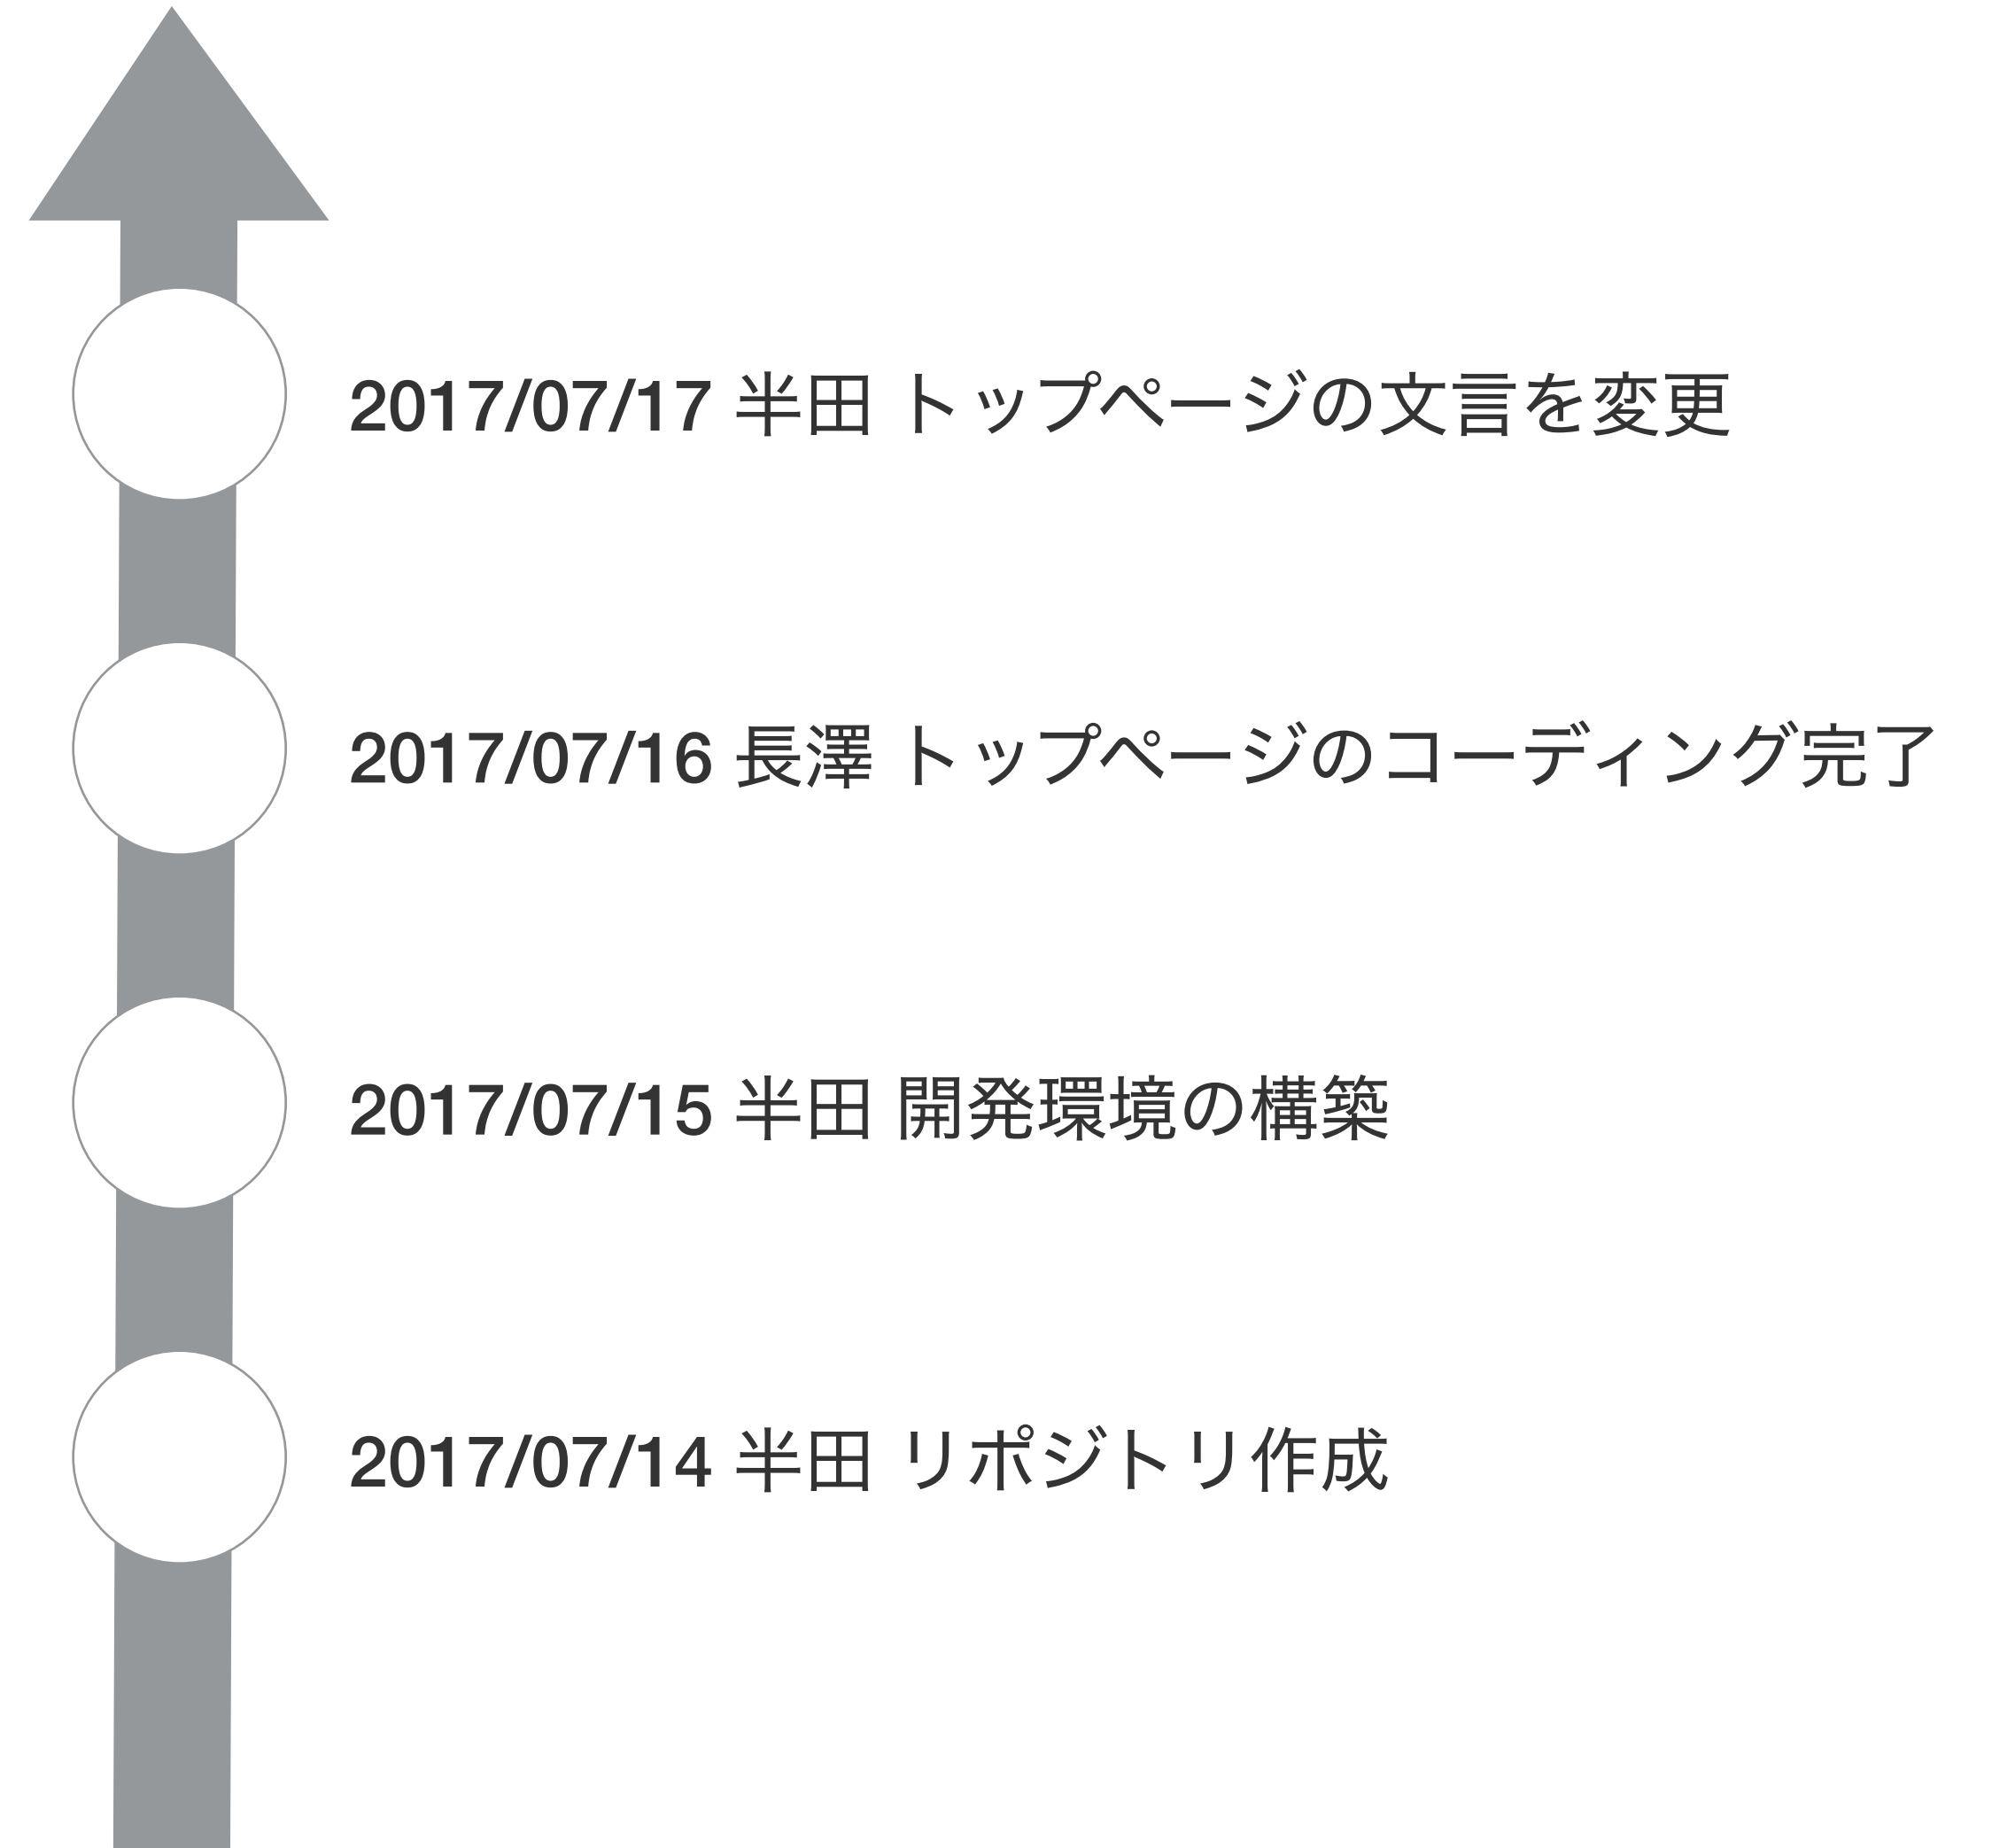 2017/07/17 半田 トップページの文言を変更
2017/07/16 長澤 トップページのコーディング完了
2017/07/15 半田 開発環境の構築
2017/07/14 半田 リポジトリ作成